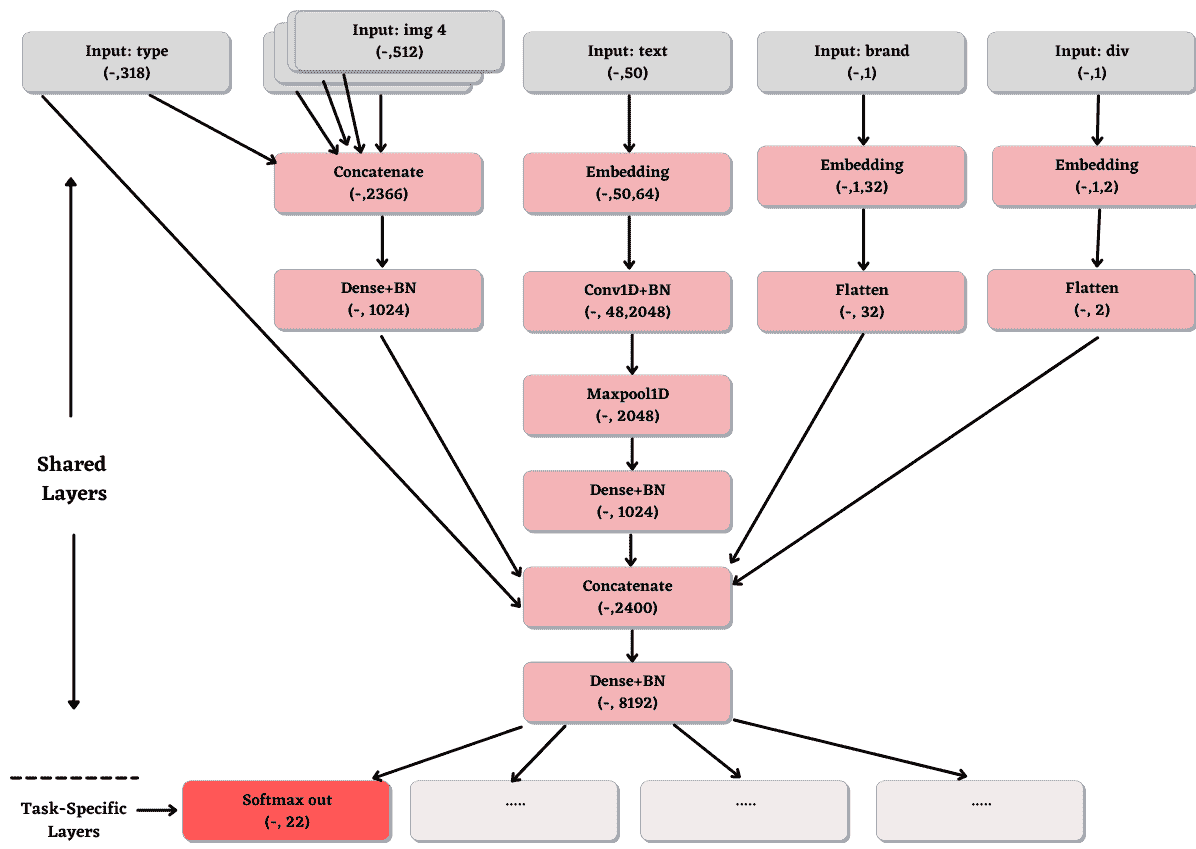 Input: type
(-,318)
Input: img 4
(-,512)
Input: text
(-,50)
Input: brand
(-,1)
Input: div
(-,1)
Concatenate
(-,2366)
Embedding
(-,50,64)
Embedding
(-,1,32)
Embedding
(-,1,2)
Dense+BN
(-, 1024)
Conv1D+BN
(-, 48,2048)
Flatten
(-, 32)
Flatten
(-, 2)
Maxpool1D
(-, 2048)
Shared
Layers
Dense+BN
(-, 1024)
Concatenate
(-,2400)
Dense+BN
(-, 8192)
Task-Specific
Layers
Softmax out
(-, 22)
.....
.....
.....